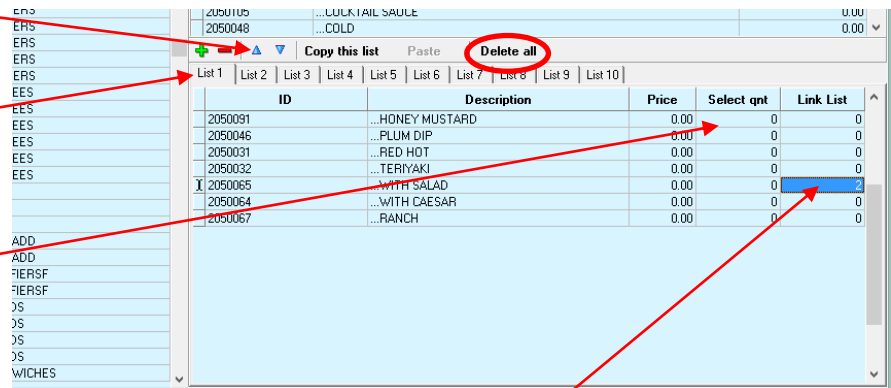 ERS
ERS
ERS
ERS
ERS
EES
EES
EES
EES
EES
EES
ADD
ADD
FIERSF
FIERSF
DS
DS
DS
DS
WICHES
2050105 ...COCKTAIL SAUCE 0.00
2050048 ...COLD 0.00
Copy this list Paste Delete all
List 1 List 2 List 3 List 4 List 5 List 6 List 7 List 8 List 9 List 10
ID Description Price Select qnt Link List
2050091 ...HONEY MUSTARD 0.00 0 0
2050046 ...PLUM DIP 0.00 0 0
2050031 ...RED HOT 0.00 0 0
2050032 ...TERIYAKI 0.00 0 0
2050065 ...WITH SALAD 0.00 0 2
2050064 ...WITH CAESAR 0.00 0 0
2050067 ...RANCH 0.00 0 0